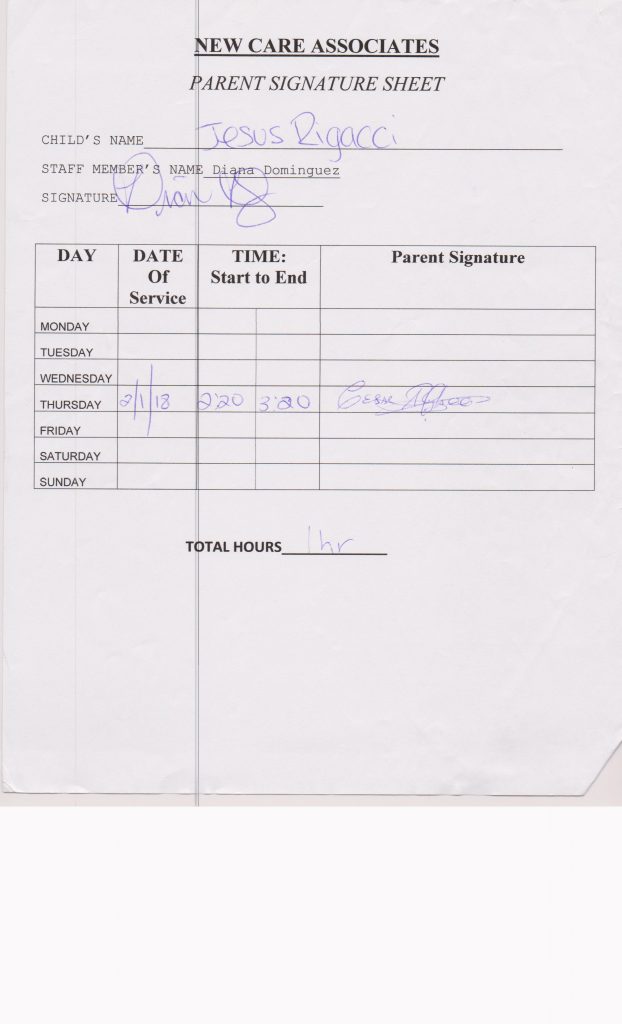 NEW CARE ASSOCIATES
PARENT SIGNATURE SHEET
CHILD'S NAME Jesus Rigacci
STAFF MEMBER'S NAME Diana Dominguez
SIGNATURE
DAY DATE Of Service TIME: Start to End Parent Signature
MONDAY
TUESDAY
WEDNESDAY
THURSDAY 2/1/18 2:20 3:20 Cesar
FRIDAY
SATURDAY
SUNDAY
TOTAL HOURS 1hr